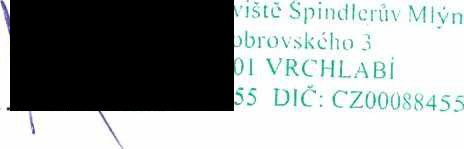 viště Špindlerův Mlýn
obrovského 3
01 VRCHLABÍ
55 DIČ: CZ00088455